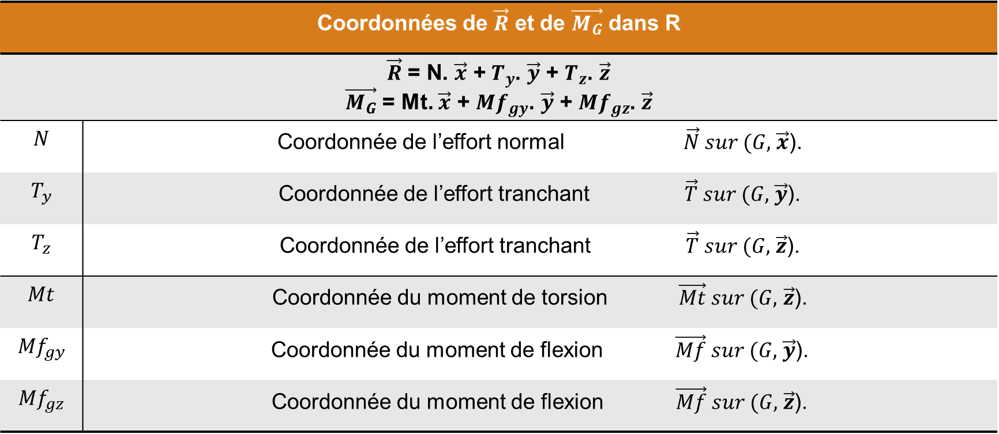 Coordonnées de $\overrightarrow{R}$ et de $\overrightarrow{M_G}$ dans R
$\overrightarrow{R}$ = N. $\vec{x}$ + $T_y$. $\vec{y}$ + $T_z$. $\vec{z}$
$\overrightarrow{M_G}$ = Mt. $\vec{x}$ + $Mf_{gy}$. $\vec{y}$ + $Mf_{gz}$. $\vec{z}$
$N$ Coordonnée de l’effort normal $\vec{N}$ sur (G, $\vec{x}$).
$T_y$ Coordonnée de l’effort tranchant $\vec{T}$ sur (G, $\vec{y}$).
$T_z$ Coordonnée de l’effort tranchant $\vec{T}$ sur (G, $\vec{z}$).
$Mt$ Coordonnée du moment de torsion $\overrightarrow{Mt}$ sur (G, $\vec{z}$).
$Mf_{gy}$ Coordonnée du moment de flexion $\overrightarrow{Mf}$ sur (G, $\vec{y}$).
$Mf_{gz}$ Coordonnée du moment de flexion $\overrightarrow{Mf}$ sur (G, $\vec{z}$).